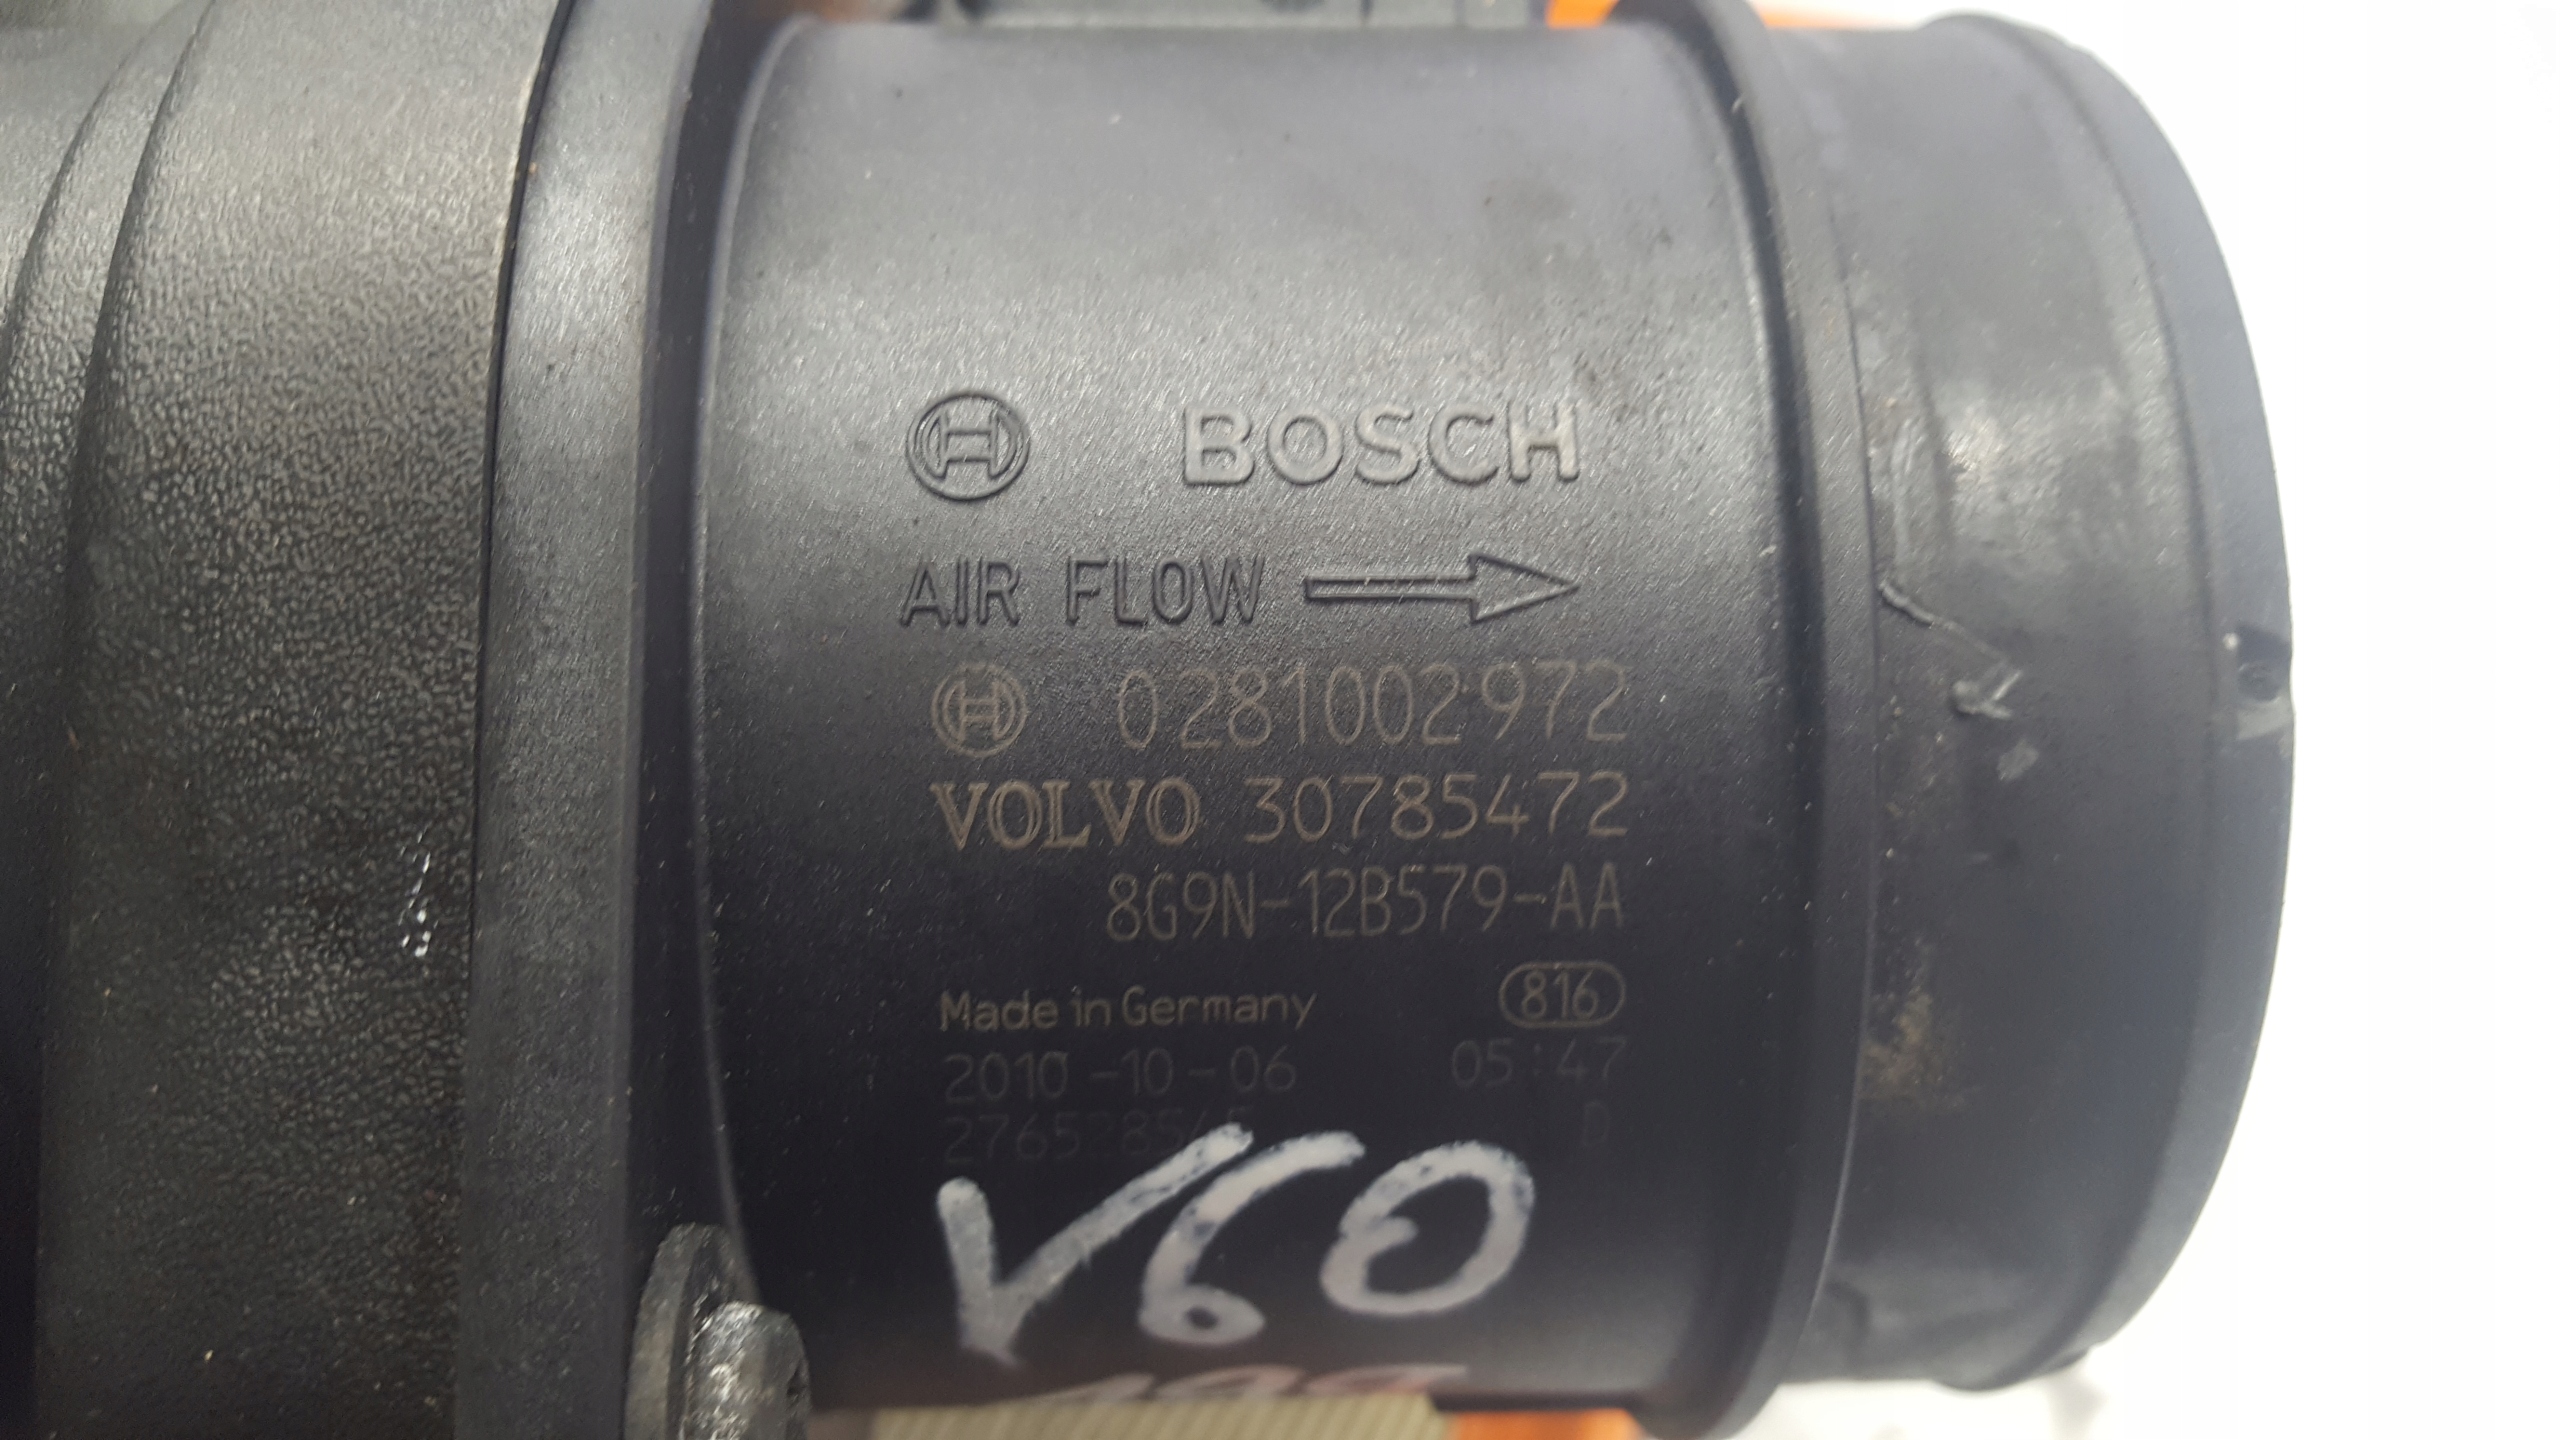 BOSCH
AIR FLOW
0281002972
VOLVO 30785472
8G9N-12B579-AA
Made in Germany 816
2010-10-06 05:47
D
V60